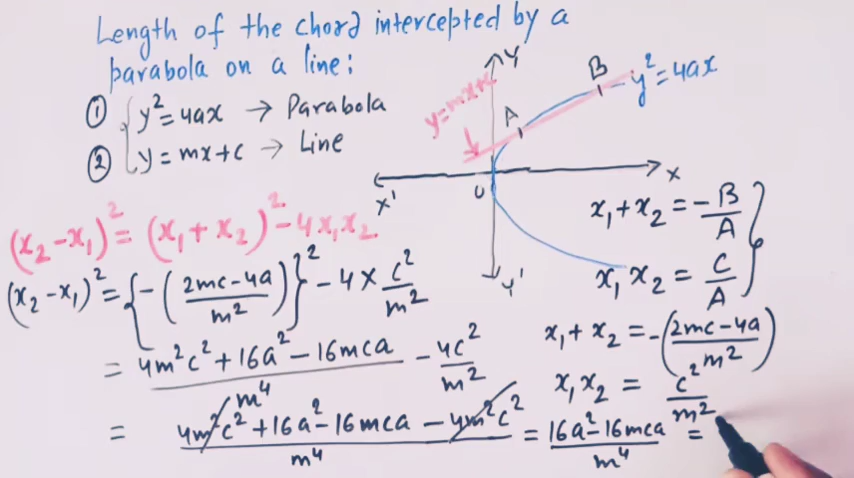 Length of the chord intercepted by a
parabola on a line:
① y²=4ax → Parabola
② y = mx+c → Line
y=mx+c
A
B
y²=4ax
Y
X
X'
O
Y'
(x₂-x₁)² = (x₁+x₂)² - 4x₁x₂
(x₂-x₁)² = {-(2mc-4a/m²)}² - 4 × c²/m²
= 4m²c²+16a²-16mca/m⁴ - 4c²/m²
= 4m²c²+16a²-16mca-4m²c²/m⁴ = 16a²-16mca/m⁴ =
x₁+x₂ = -B/A
x₁x₂ = C/A
x₁+x₂ = -(2mc-4a/m²)
x₁x₂ = c²/m²